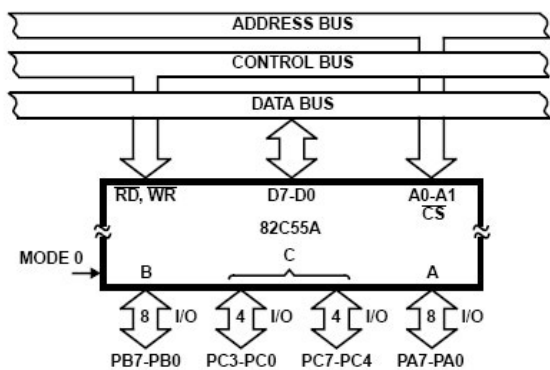 ADDRESS BUS
CONTROL BUS
DATA BUS
RD, WR D7-D0 A0-A1
CS
82C55A
MODE 0
B C A
8 I/O 4 I/O 4 I/O 8 I/O
PB7-PB0 PC3-PC0 PC7-PC4 PA7-PA0